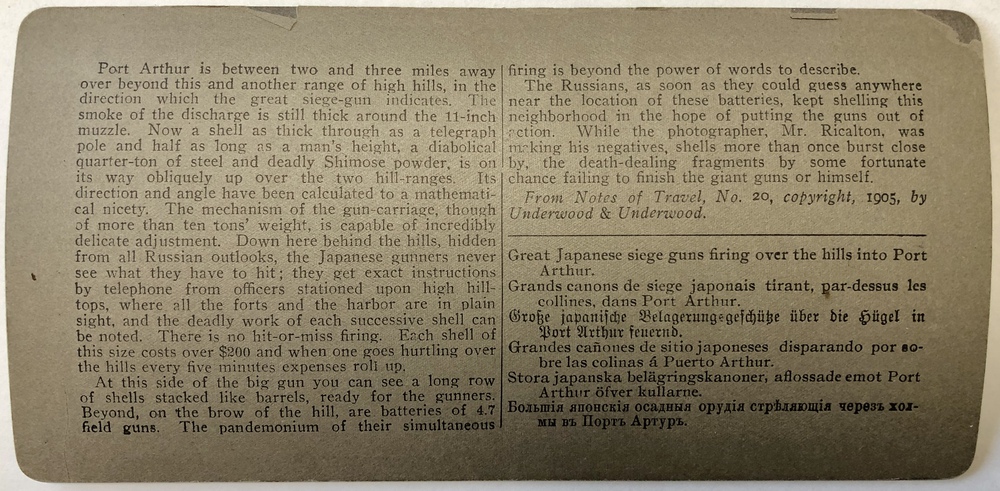 Port Arthur is between two and three miles away
over beyond this and another range of high hills, in the
direction which the great siege-gun indicates. The
smoke of the discharge is still thick around the 11-inch
muzzle. Now a shell as thick through as a telegraph
pole and half as long as a man's height, a diabolical
quarter-ton of steel and deadly Shimose powder, is on
its way obliquely up over the two hill-ranges. Its
direction and angle have been calculated to a mathemati-
cal nicety. The mechanism of the gun-carriage, though
of more than ten tons' weight, is capable of incredibly
delicate adjustment. Down here behind the hills, hidden
from all Russian outlooks, the Japanese gunners never
see what they have to hit; they get exact instructions
by telephone from officers stationed upon high hill-
tops, where all the forts and the harbor are in plain
sight, and the deadly work of each successive shell can
be noted. There is no hit-or-miss firing. Each shell of
this size costs over $200 and when one goes hurtling over
the hills every five minutes expenses roll up.
At this side of the big gun you can see a long row
of shells stacked like barrels, ready for the gunners.
Beyond, on the brow of the hill, are batteries of 4.7
field guns. The pandemonium of their simultaneous
firing is beyond the power of words to describe.
The Russians, as soon as they could guess anywhere
near the location of these batteries, kept shelling this
neighborhood in the hope of putting the guns out of
action. While the photographer, Mr. Ricalton, was
making his negatives, shells more than once burst close
by, the death-dealing fragments by some fortunate
chance failing to finish the giant guns or himself.
From Notes of Travel, No. 20, copyright, 1905, by
Underwood & Underwood.
Great Japanese siege guns firing over the hills into Port
Arthur.
Grands canons de siege japonais tirant, par-dessus les
collines, dans Port Arthur.
Große japanische Belagerungsgeschütze über die Hügel in
Port Arthur feuernd.
Grandes cañones de sitio japoneses disparando por so-
bre las colinas á Puerto Arthur.
Stora japanska belägringskanoner, aflossade emot Port
Arthur öfver kullarne.
Большія японскія осадныя орудія стрѣляющія черезъ хол-
мы въ Портъ Артуръ.